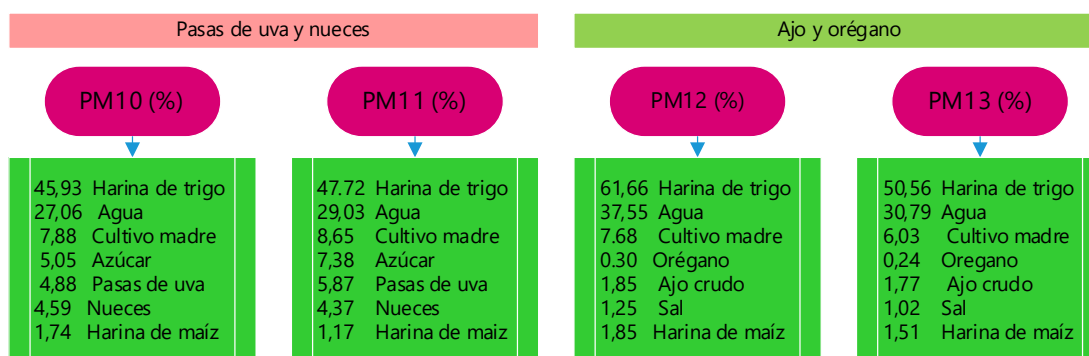 Pasas de uva y nueces
PM10 (%)
45,93 Harina de trigo
27,06 Agua
7,88 Cultivo madre
5,05 Azúcar
4,88 Pasas de uva
4,59 Nueces
1,74 Harina de maíz
PM11 (%)
47.72 Harina de trigo
29,03 Agua
8,65 Cultivo madre
7,38 Azúcar
5,87 Pasas de uva
4,37 Nueces
1,17 Harina de maiz
Ajo y orégano
PM12 (%)
61,66 Harina de trigo
37,55 Agua
7.68 Cultivo madre
0.30 Orégano
1,85 Ajo crudo
1,25 Sal
1,85 Harina de maíz
PM13 (%)
50,56 Harina de trigo
30,79 Agua
6,03 Cultivo madre
0,24 Oregano
1,77 Ajo crudo
1,02 Sal
1,51 Harina de maíz